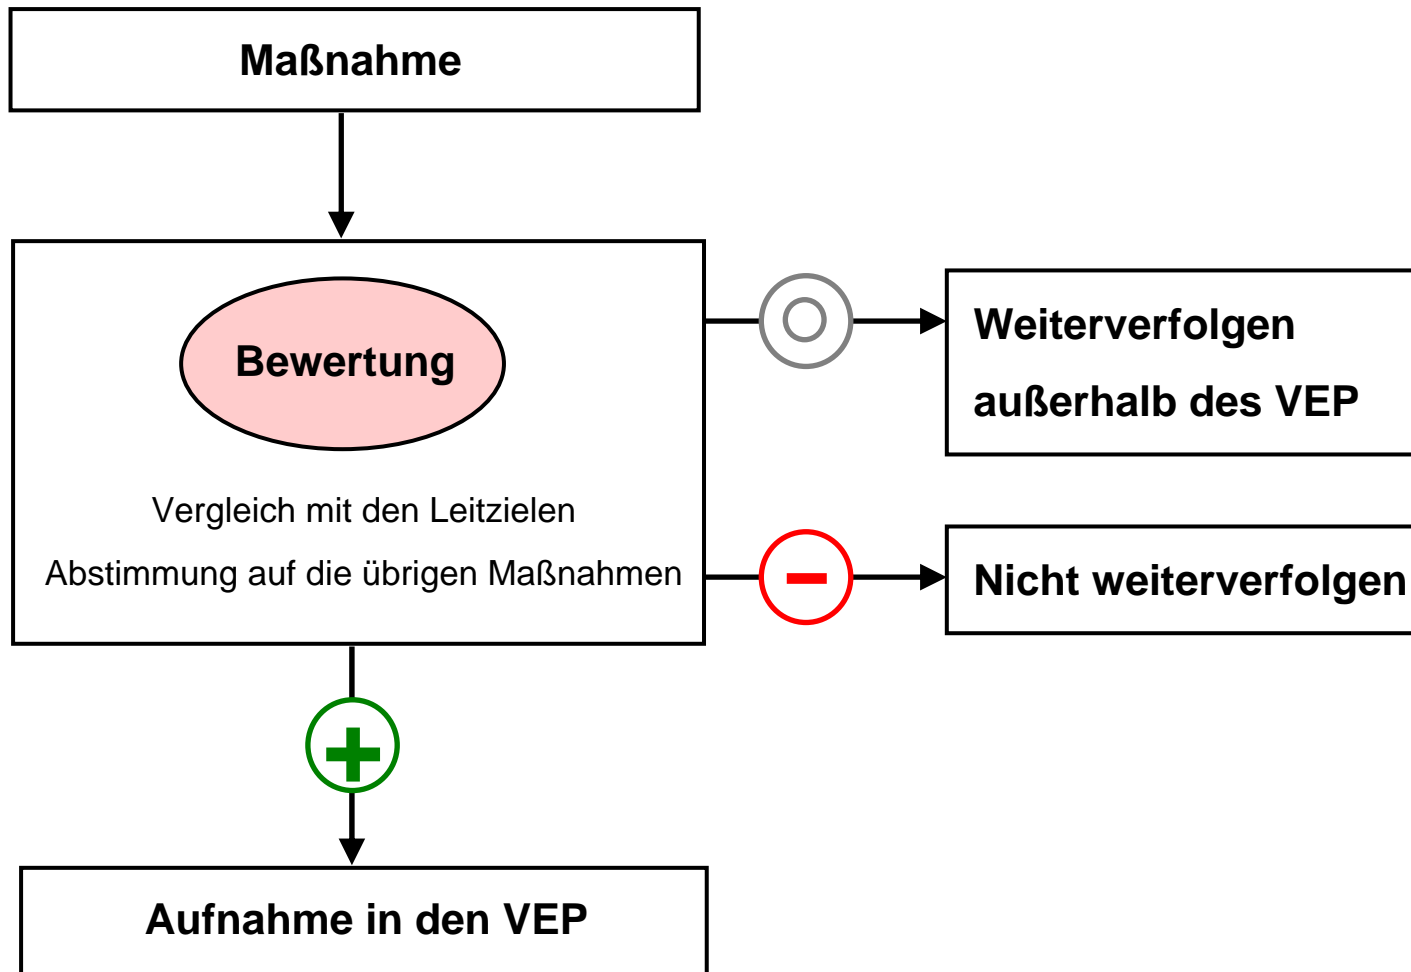 Maßnahme
Bewertung
Vergleich mit den Leitzielen
Abstimmung auf die übrigen Maßnahmen
Weiterverfolgen
außerhalb des VEP
Nicht weiterverfolgen
Aufnahme in den VEP